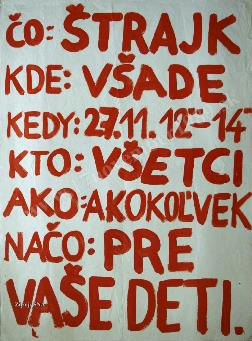 ČO: ŠTRAJK
KDE: VŠADE
KEDY: 27.11. 12⁰⁰-14⁰⁰
KTO: VŠETCI
AKO: AKOKOĽVEK
NAČO: PRE
VAŠE DETI.